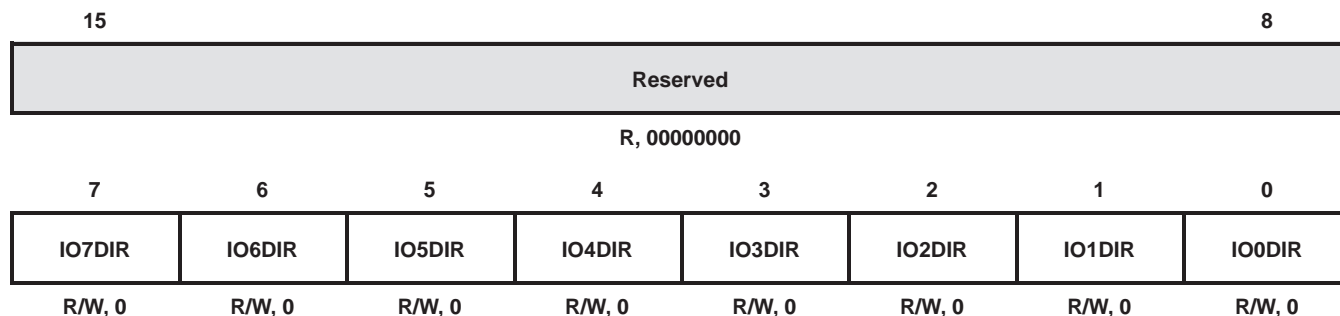 15 8
Reserved
R, 00000000
7 6 5 4 3 2 1 0
IO7DIR IO6DIR IO5DIR IO4DIR IO3DIR IO2DIR IO1DIR IO0DIR
R/W, 0 R/W, 0 R/W, 0 R/W, 0 R/W, 0 R/W, 0 R/W, 0 R/W, 0